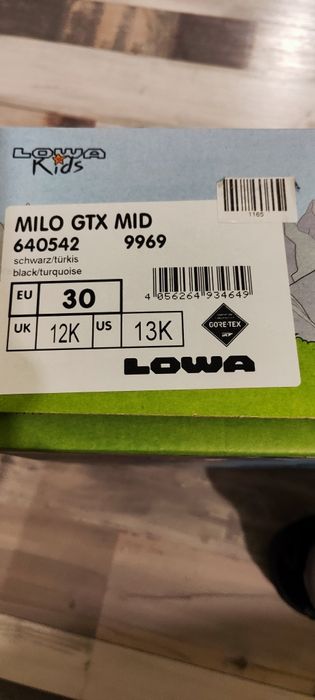 LOWA
Kids
1165
MILO GTX MID
640542 9969
schwarz/türkis
black/turquoise
EU 30
4 056264 934649
UK 12K US 13K
GORE-TEX
LOWA